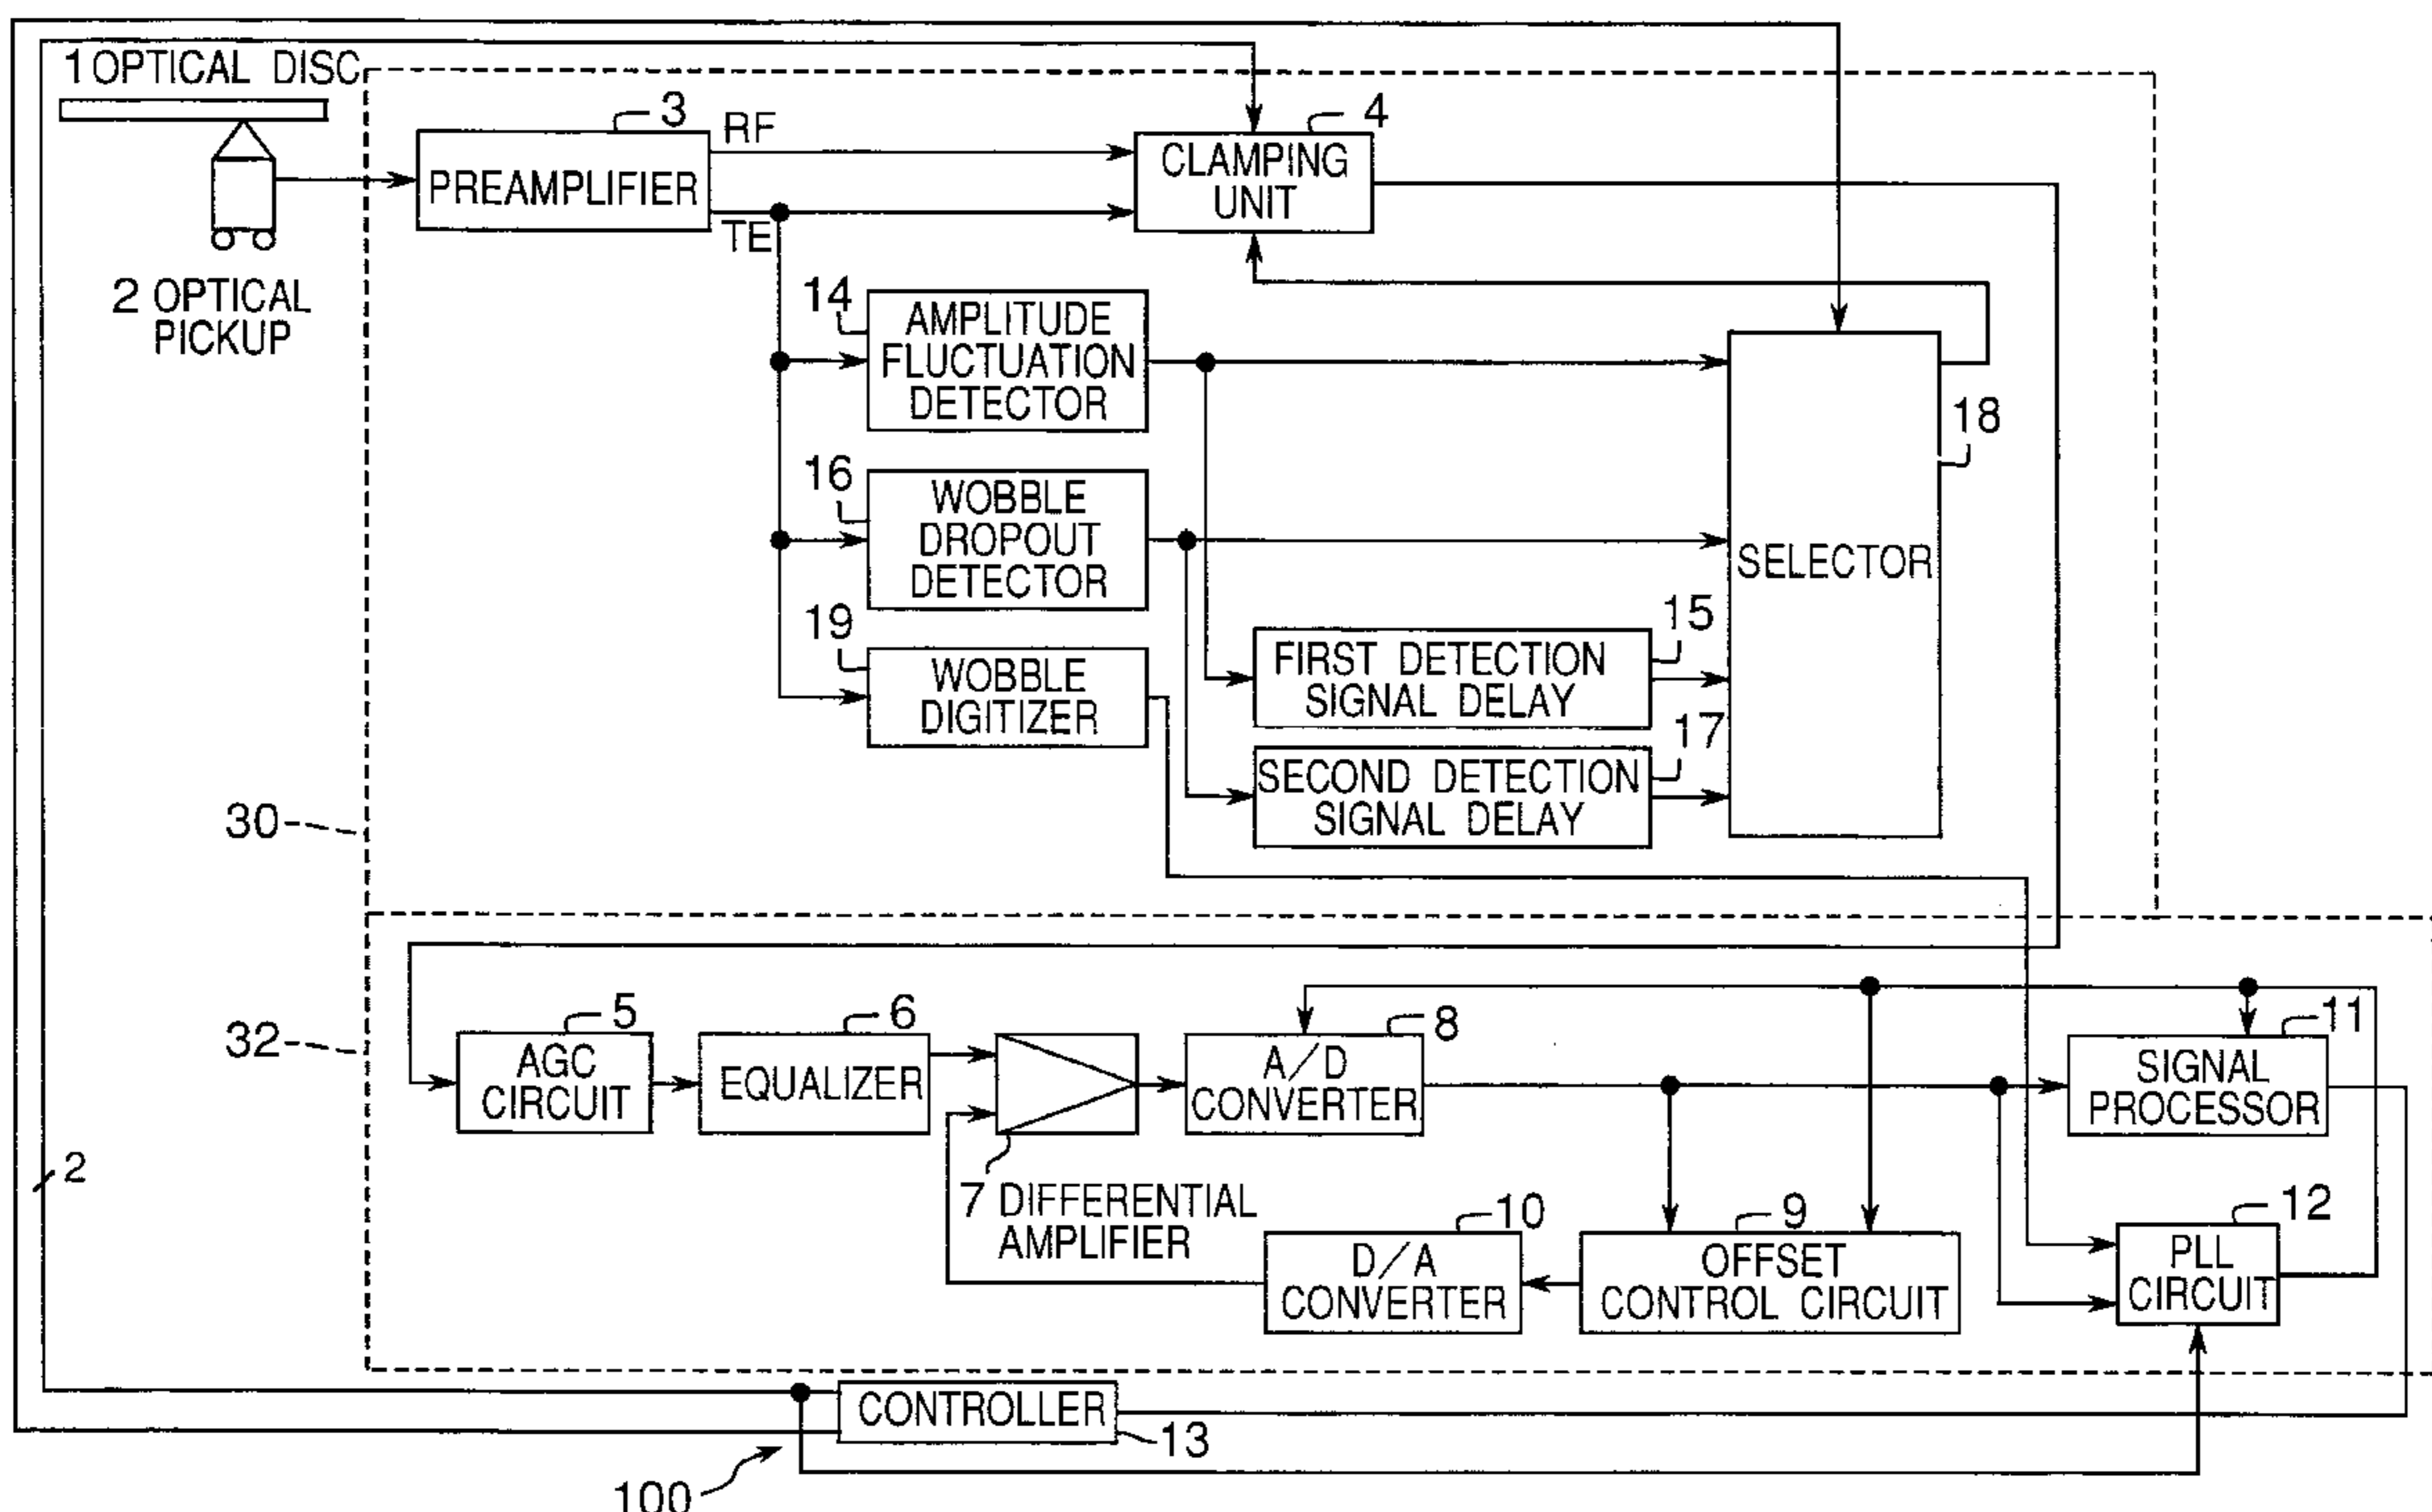 1 OPTICAL DISC
3
RF
4
PREAMPLIFIER
CLAMPING
UNIT
TE
2 OPTICAL
PICKUP
14
AMPLITUDE
FLUCTUATION
DETECTOR
18
16
WOBBLE
DROPOUT
DETECTOR
SELECTOR
19
WOBBLE
DIGITIZER
15
FIRST DETECTION
SIGNAL DELAY
17
SECOND DETECTION
SIGNAL DELAY
30
32
5
AGC
CIRCUIT
6
EQUALIZER
8
A/D
CONVERTER
11
SIGNAL
PROCESSOR
2
7 DIFFERENTIAL
AMPLIFIER
10
D/A
CONVERTER
9
OFFSET
CONTROL CIRCUIT
12
PLL
CIRCUIT
CONTROLLER
13
100